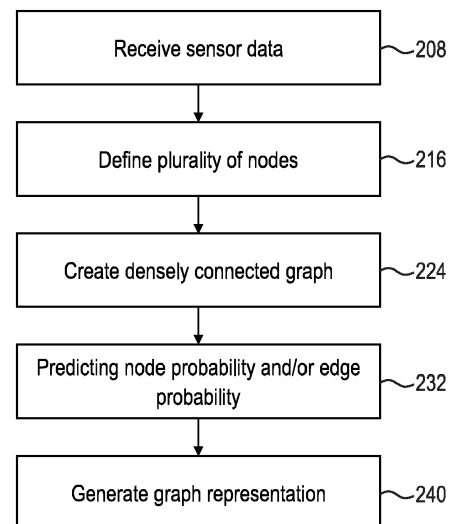 Receive sensor data
208
Define plurality of nodes
216
Create densely connected graph
224
Predicting node probability and/or edge
probability
232
Generate graph representation
240